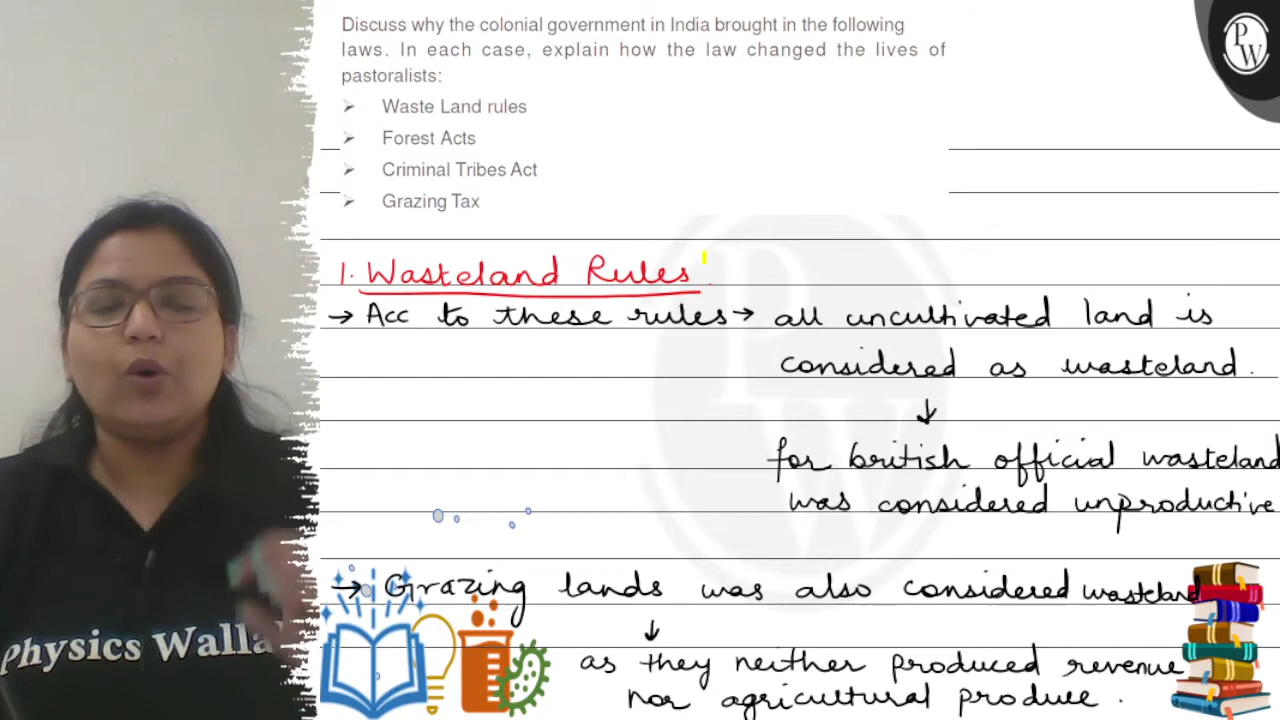 Discuss why the colonial government in India brought in the following
laws. In each case, explain how the law changed the lives of
pastoralists:
➤ Waste Land rules
➤ Forest Acts
➤ Criminal Tribes Act
➤ Grazing Tax
PW
1. Wasteland Rules
→ Acc to these rules → all uncultivated land is
considered as wasteland.
↓
for british official wasteland
was considered unproductive
→ Grazing lands was also considered wasteland
↓
as they neither produced revenue
nor agricultural produce.
Physics Walla